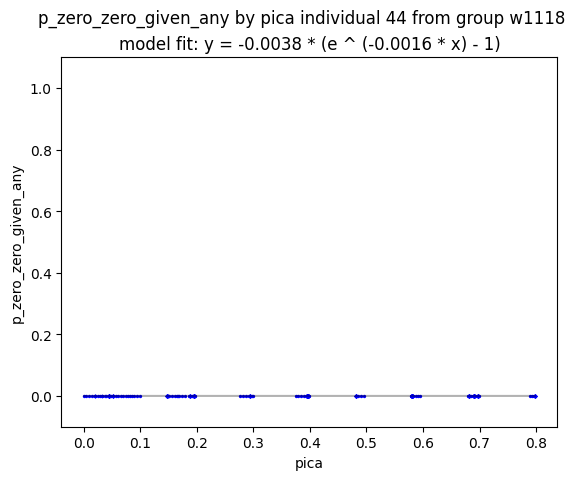 p_zero_zero_given_any by pica individual 44 from group w1118
model fit: y = -0.0038 * (e ^ (-0.0016 * x) - 1)
1.0
0.8
0.6
0.4
0.2
0.0
p_zero_zero_given_any
0.0 0.1 0.2 0.3 0.4 0.5 0.6 0.7 0.8
pica